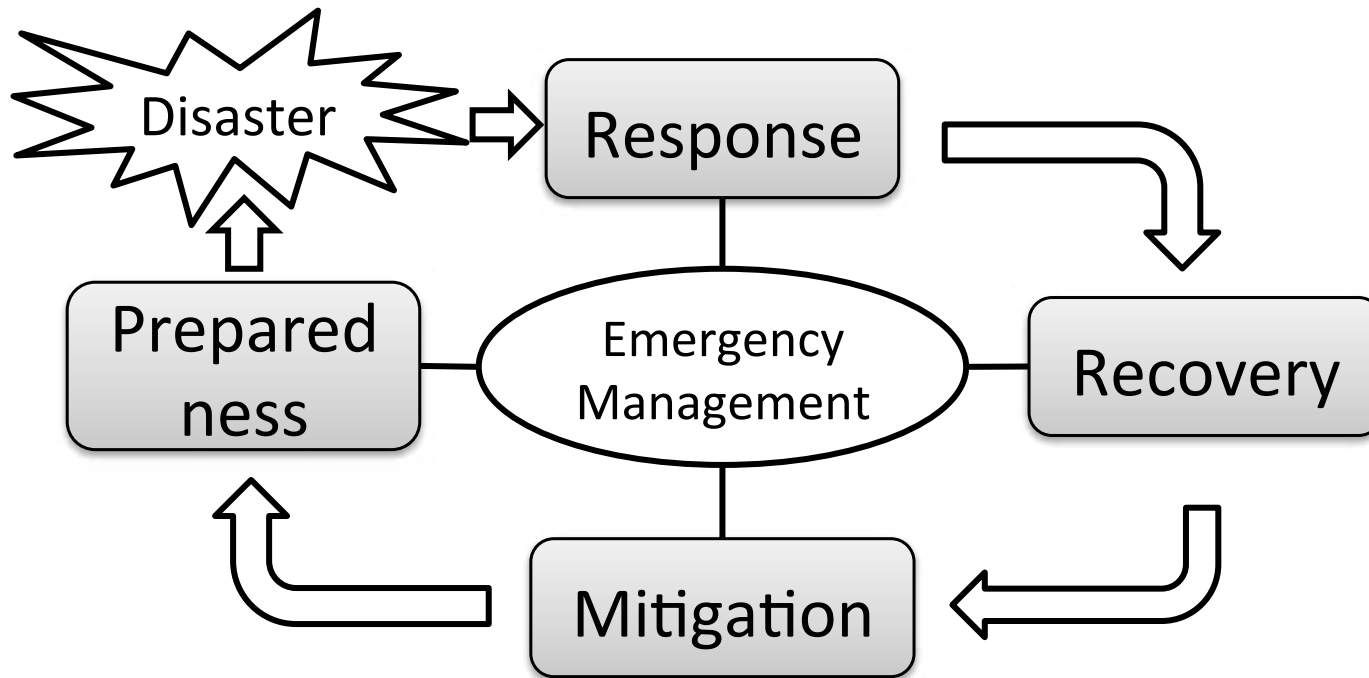 Disaster
Response
Prepared
ness
Emergency
Management
Recovery
Mitigation